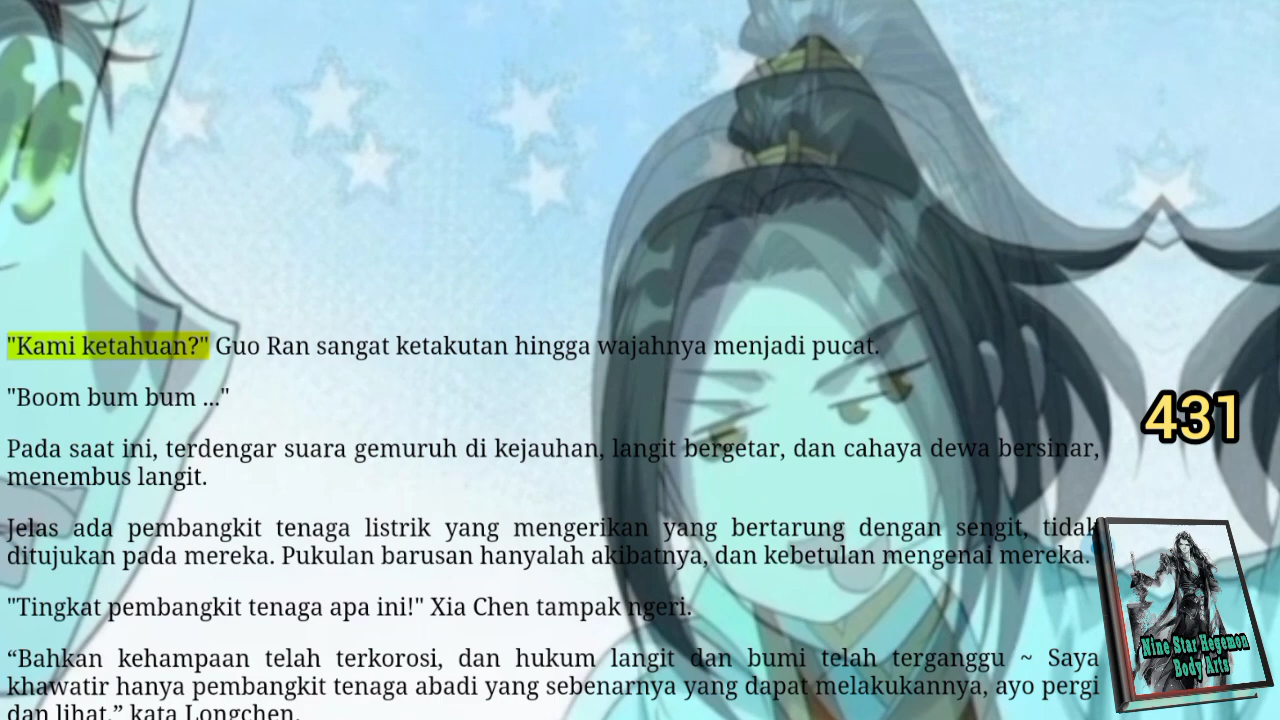 "Kami ketahuan?" Guo Ran sangat ketakutan hingga wajahnya menjadi pucat.
"Boom bum bum ..."
Pada saat ini, terdengar suara gemuruh di kejauhan, langit bergetar, dan cahaya dewa bersinar,
menembus langit.
Jelas ada pembangkit tenaga listrik yang mengerikan yang bertarung dengan sengit, tidak
ditujukan pada mereka. Pukulan barusan hanyalah akibatnya, dan kebetulan mengenai mereka.
"Tingkat pembangkit tenaga apa ini!" Xia Chen tampak ngeri.
“Bahkan kehampaan telah terkorosi, dan hukum langit dan bumi telah terganggu ~ Saya
khawatir hanya pembangkit tenaga abadi yang sebenarnya yang dapat melakukannya, ayo pergi
dan lihat,” kata Longchen.
431
Nine Star Hegemon
Body Arts